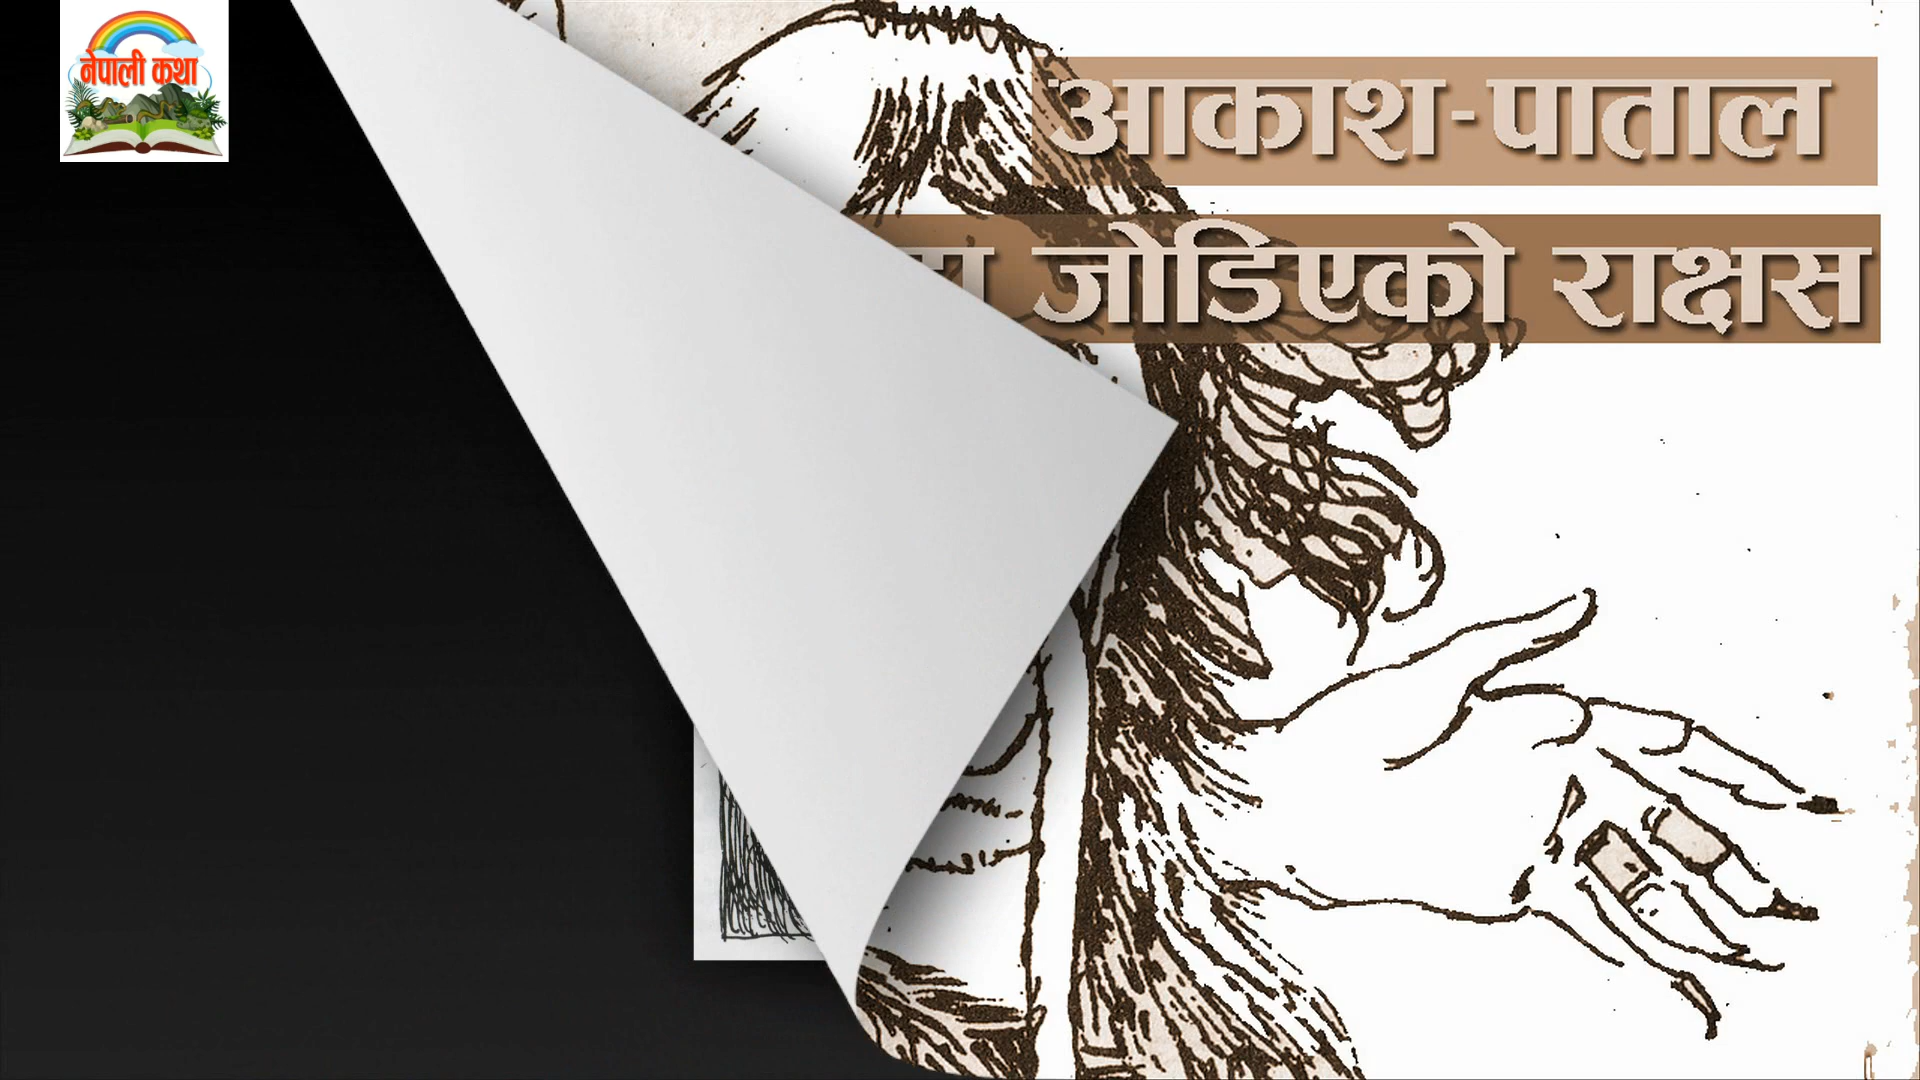 नेपाली कथा
आकाश-पाताल
जोडिएको राक्षस